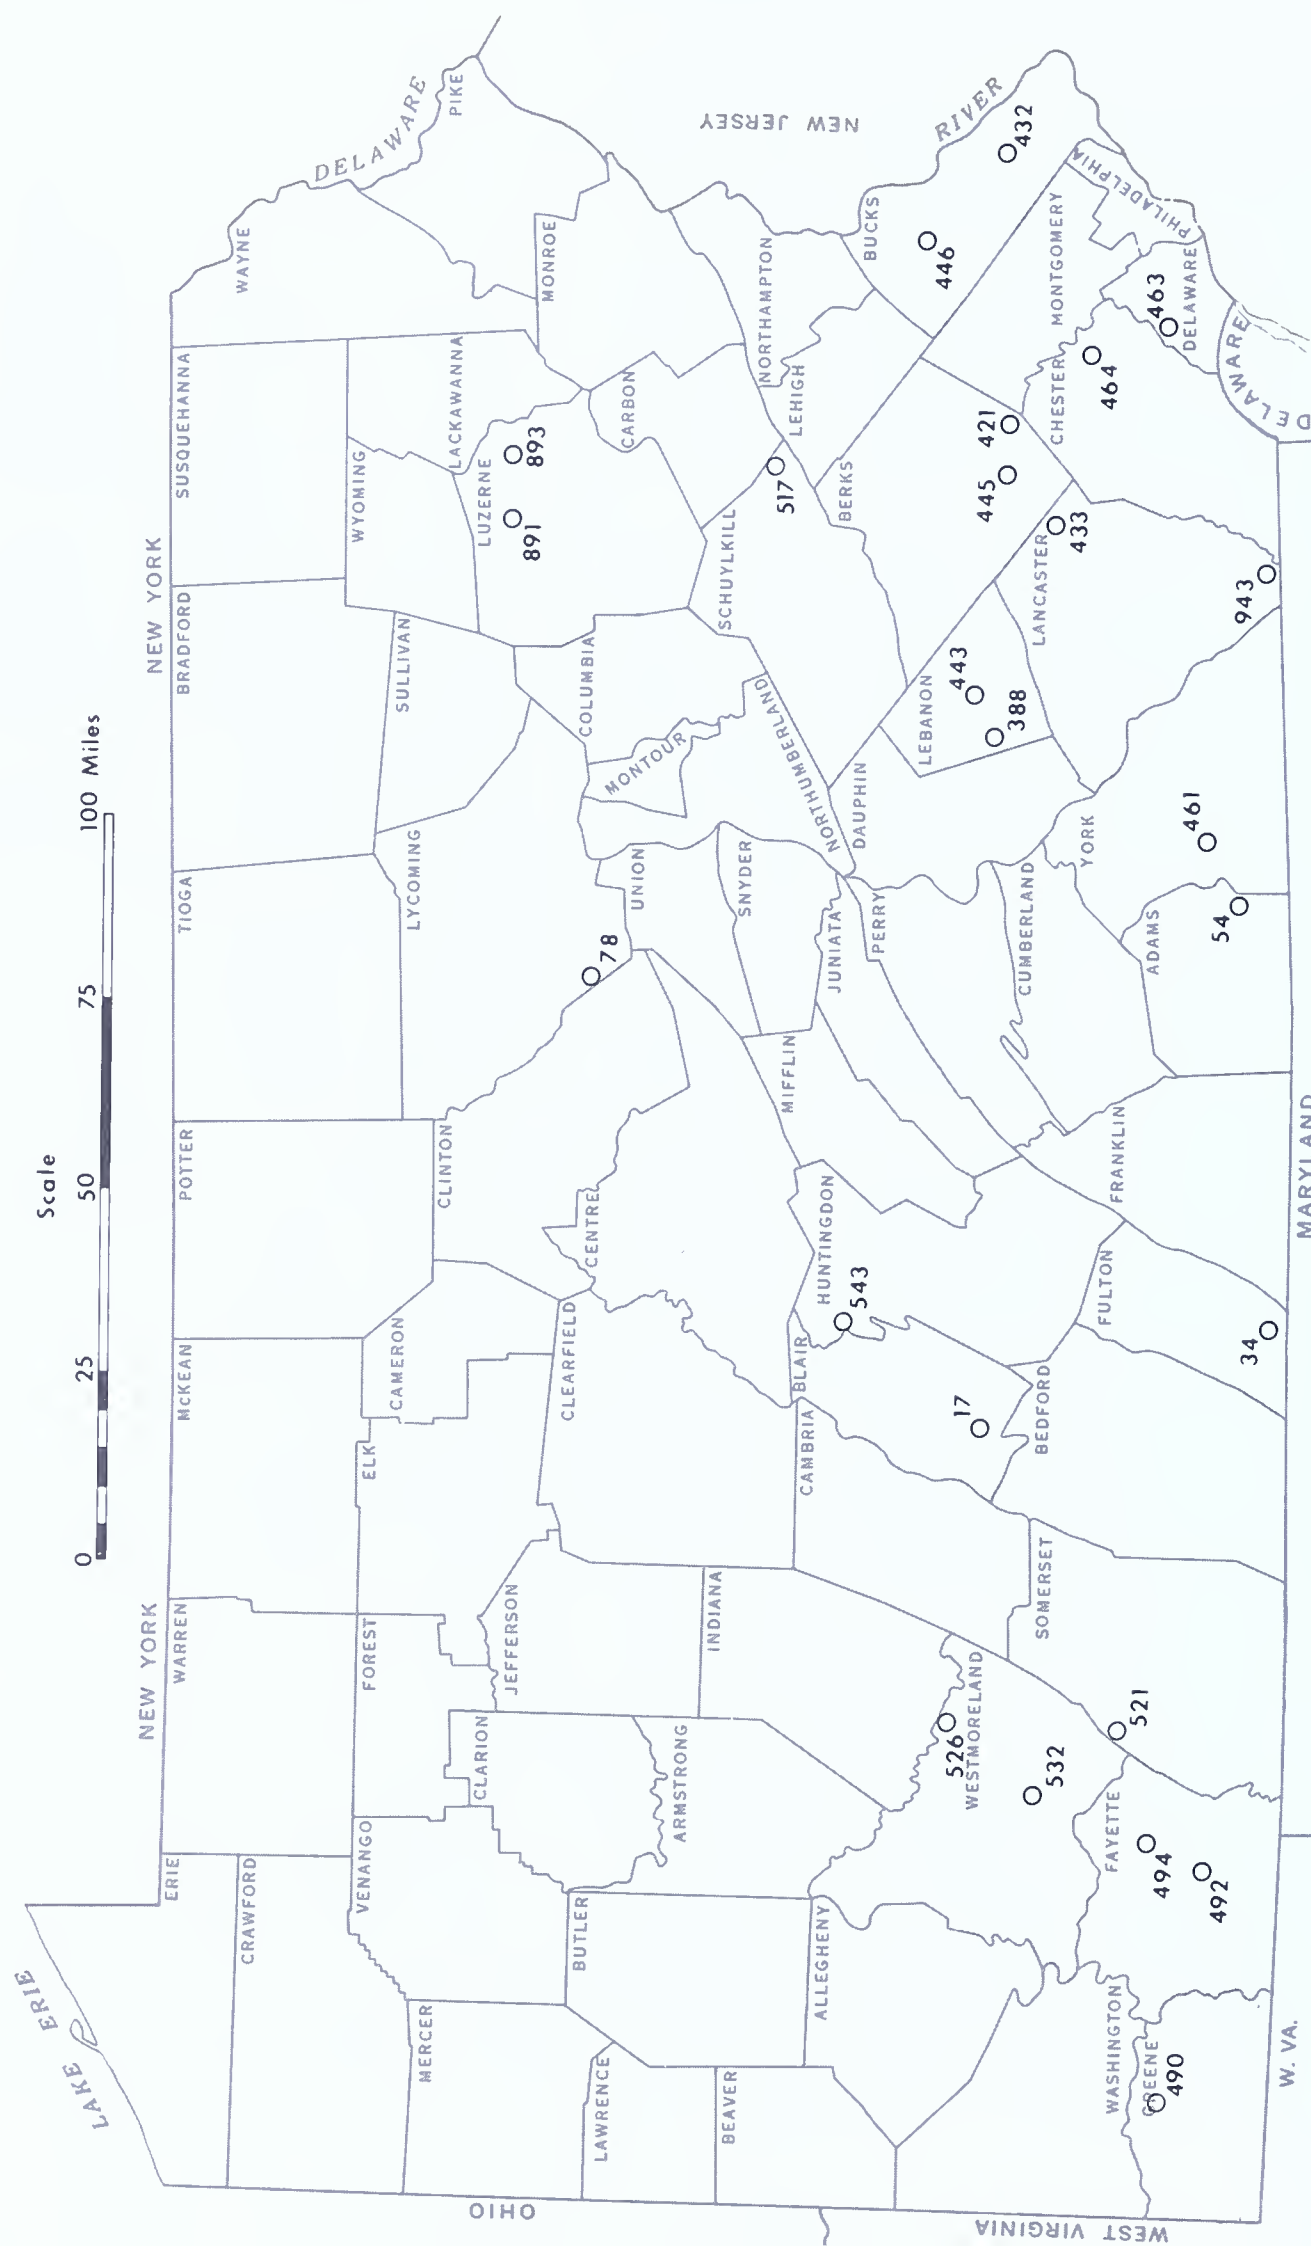 Scale
0 25 50 75 100 Miles
LAKE ERIE
NEW YORK
NEW YORK
ERIE
WARREN
McKEAN
POTTER
TIOGA
BRADFORD
SUSQUEHANNA
WAYNE
DELAWARE
CRAWFORD
VENANGO
FOREST
ELK
CAMERON
CLINTON
LYCOMING
SULLIVAN
WYOMING
LACKAWANNA
PIKE
MERCER
CLARION
JEFFERSON
CLEARFIELD
CENTRE
78
UNION
MONTOUR
COLUMBIA
LUZERNE
891
893
CARBON
MONROE
OHIO
LAWRENCE
BUTLER
ARMSTRONG
INDIANA
BEAVER
ALLEGHENY
CAMBRIA
BLAIR
HUNTINGDON
543
MIFFLIN
SNYDER
JUNIATA
PERRY
NORTHUMBERLAND
DAUPHIN
SCHUYLKILL
517
BERKS
LEHIGH
NORTHAMPTON
NEW JERSEY
BUCKS
446
RIVER
432
526
WESTMORELAND
532
17
BEDFORD
SOMERSET
521
CUMBERLAND
LEBANON
443
388
LANCASTER
433
445
421
CHESTER
464
MONTGOMERY
PHILADELPHIA
463
DELAWARE
WEST VIRGINIA
WASHINGTON
GREENE
490
FAYETTE
494
492
FULTON
34
FRANKLIN
ADAMS
54
YORK
461
943
DELAWARE
W. VA.
MARYLAND